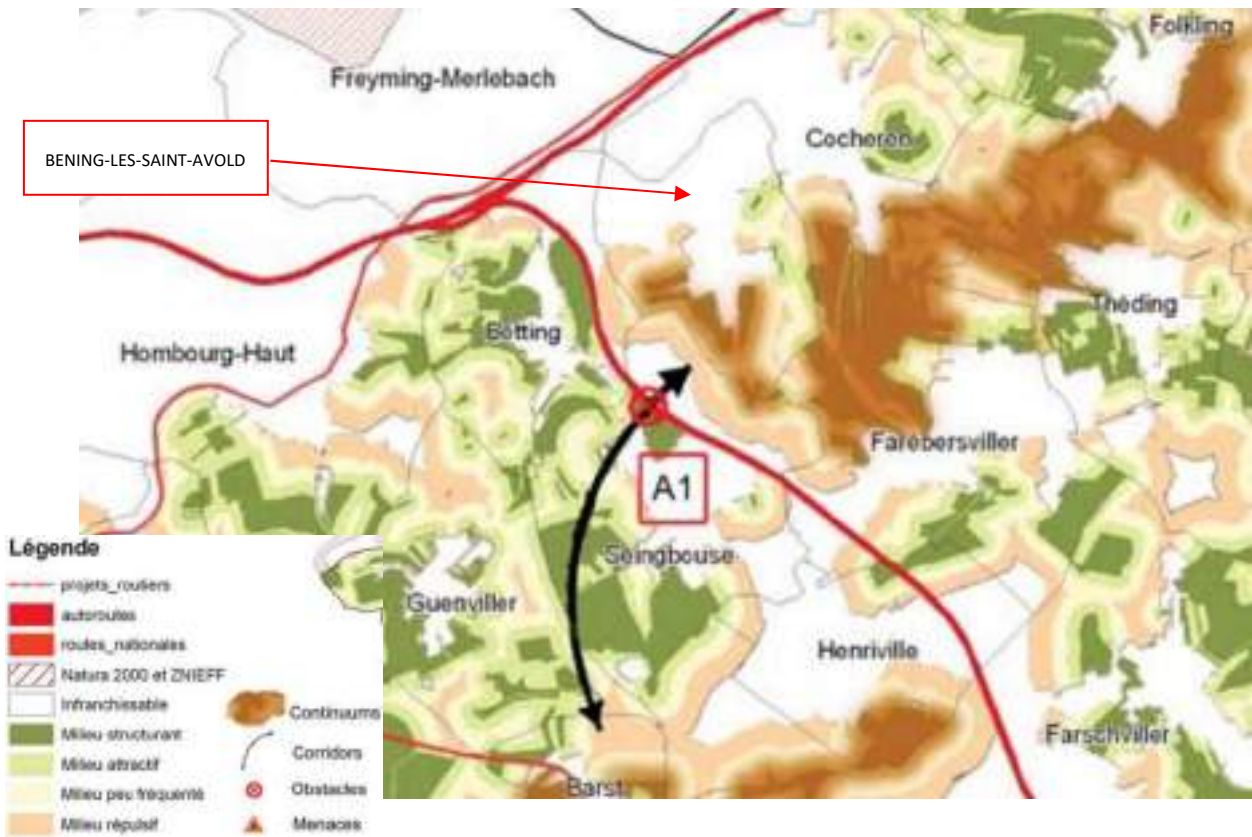 Folkling
Freyming-Merlebach
BENING-LES-SAINT-AVOLD
Cocheren
Théding
Betting
Hombourg-Haut
Farebersviller
A1
Seingbouse
Guenviller
Henriville
Farschviller
Barst
Légende
projets_routiers
autoroutes
routes_nationales
Natura 2000 et ZNIEFF
Infranchissable
Milieu structurant
Milieu attractif
Milieu peu fréquenté
Milieu répulsif
Continuums
Corridors
Obstacles
Menaces